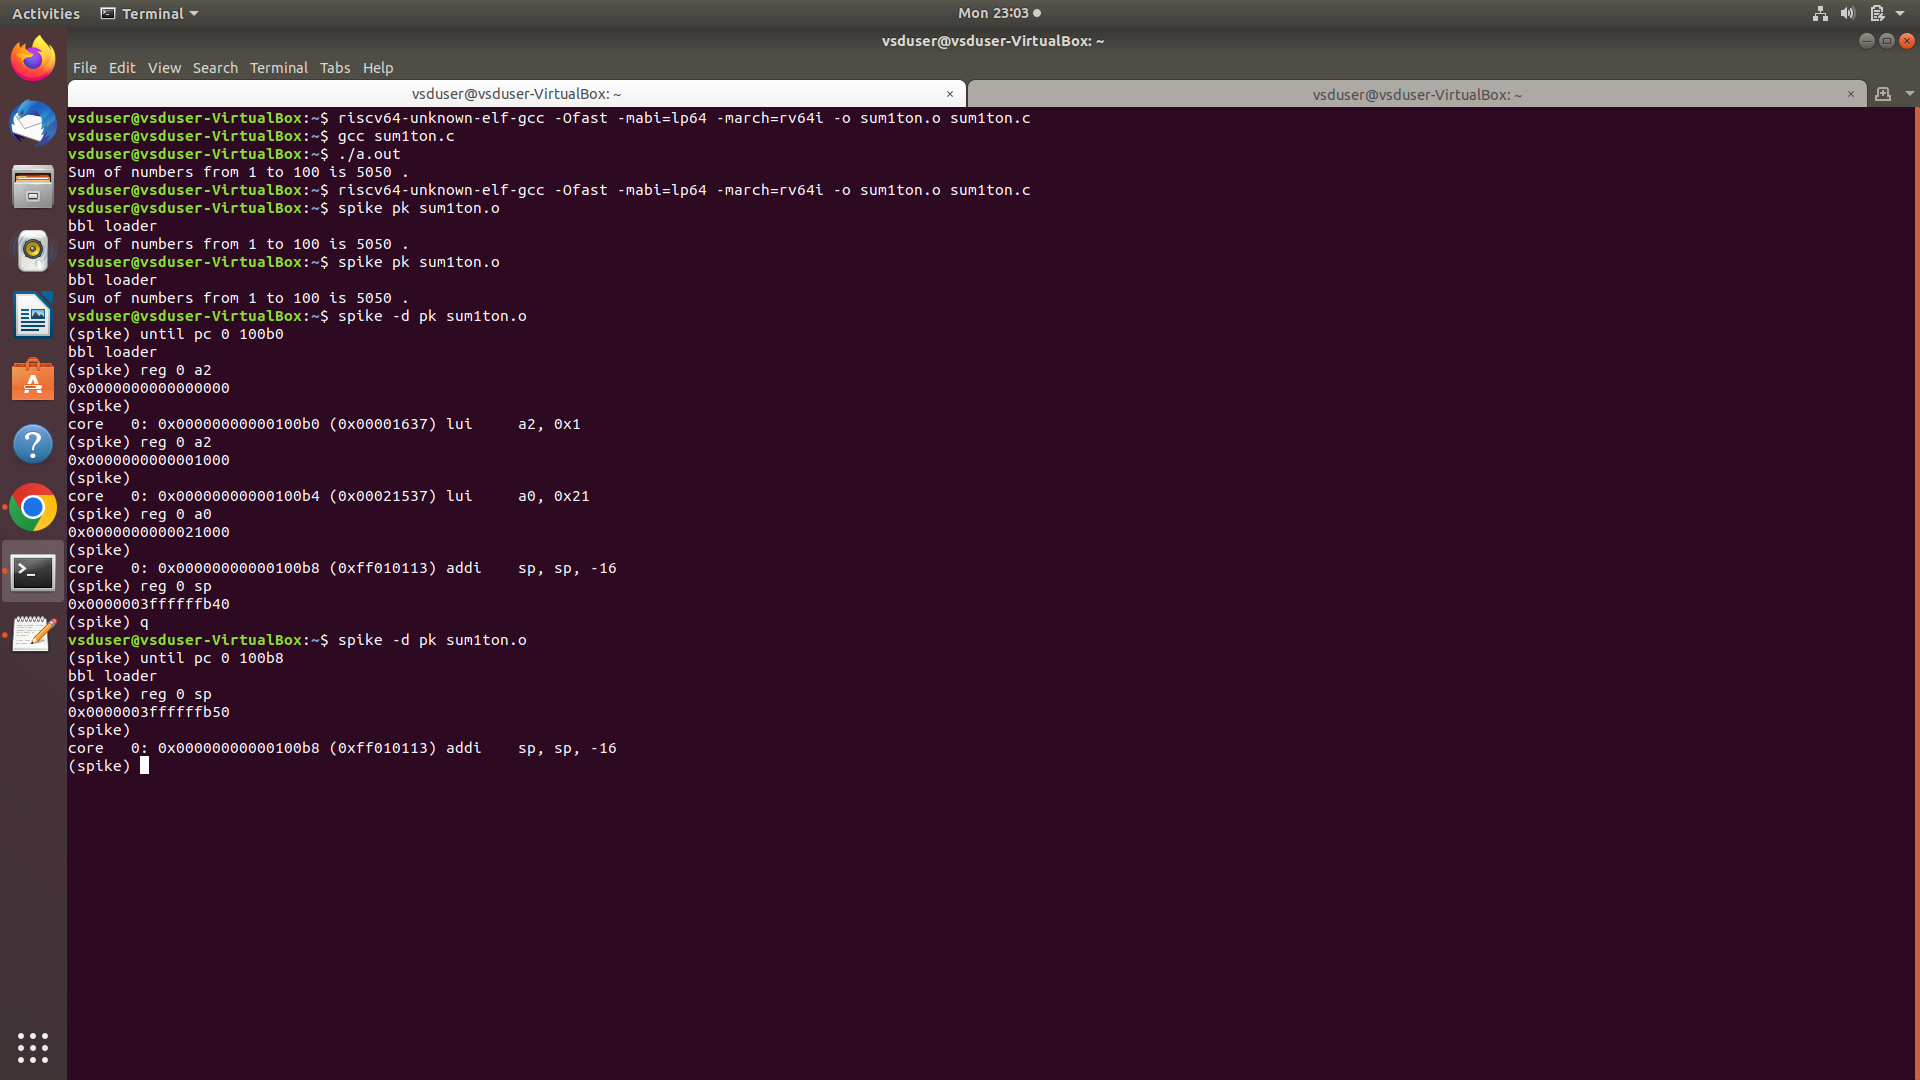 Activities Terminal Mon 23:03
vsduser@vsduser-VirtualBox: ~
File Edit View Search Terminal Tabs Help
vsduser@vsduser-VirtualBox: ~ × vsduser@vsduser-VirtualBox: ~ ×
vsduser@vsduser-VirtualBox:~$ riscv64-unknown-elf-gcc -Ofast -mabi=lp64 -march=rv64i -o sum1ton.o sum1ton.c
vsduser@vsduser-VirtualBox:~$ gcc sum1ton.c
vsduser@vsduser-VirtualBox:~$ ./a.out
Sum of numbers from 1 to 100 is 5050 .
vsduser@vsduser-VirtualBox:~$ riscv64-unknown-elf-gcc -Ofast -mabi=lp64 -march=rv64i -o sum1ton.o sum1ton.c
vsduser@vsduser-VirtualBox:~$ spike pk sum1ton.o
bbl loader
Sum of numbers from 1 to 100 is 5050 .
vsduser@vsduser-VirtualBox:~$ spike pk sum1ton.o
bbl loader
Sum of numbers from 1 to 100 is 5050 .
vsduser@vsduser-VirtualBox:~$ spike -d pk sum1ton.o
(spike) until pc 0 100b0
bbl loader
(spike) reg 0 a2
0x0000000000000000
(spike)
core   0: 0x00000000000100b0 (0x00001637) lui     a2, 0x1
(spike) reg 0 a2
0x0000000000001000
(spike)
core   0: 0x00000000000100b4 (0x00021537) lui     a0, 0x21
(spike) reg 0 a0
0x0000000000021000
(spike)
core   0: 0x00000000000100b8 (0xff010113) addi    sp, sp, -16
(spike) reg 0 sp
0x0000003ffffffb40
(spike) q
vsduser@vsduser-VirtualBox:~$ spike -d pk sum1ton.o
(spike) until pc 0 100b8
bbl loader
(spike) reg 0 sp
0x0000003ffffffb50
(spike)
core   0: 0x00000000000100b8 (0xff010113) addi    sp, sp, -16
(spike)